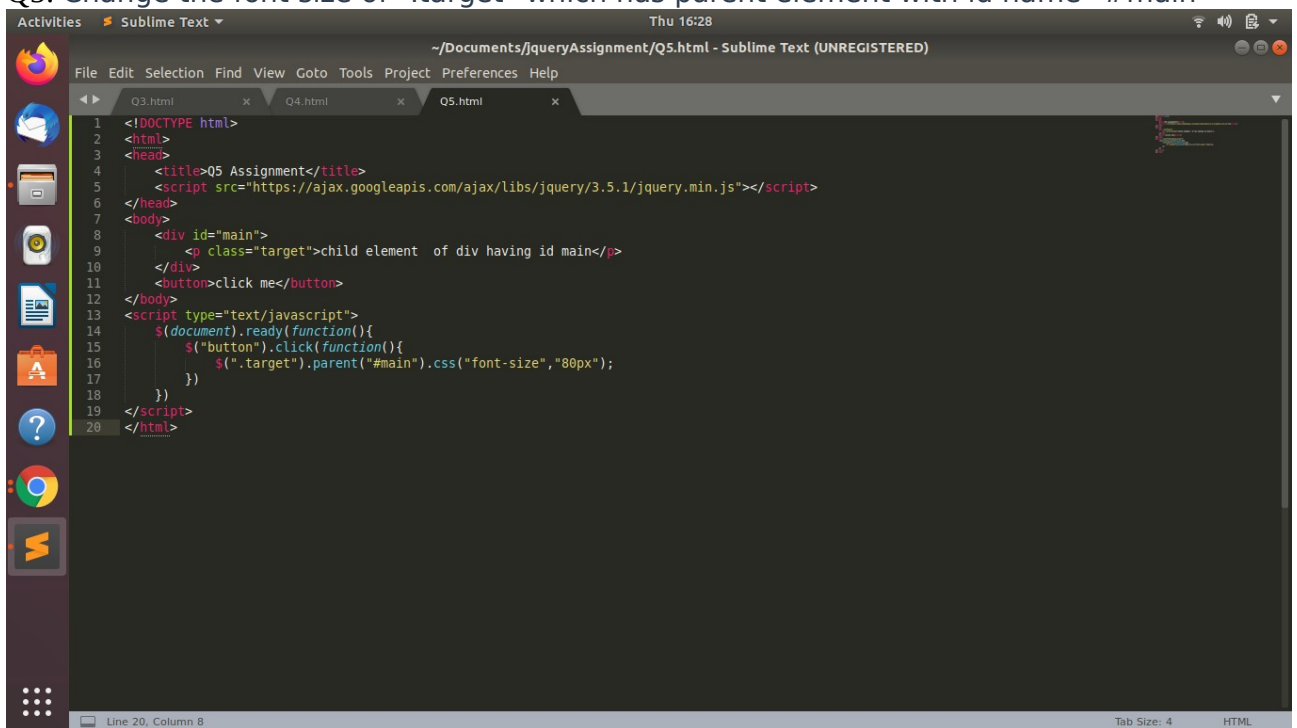 Q5. Change the font size of ".target" which has parent element with id name "#main"
Activities Sublime Text Thu 16:28
~/Documents/jqueryAssignment/Q5.html - Sublime Text (UNREGISTERED)
File Edit Selection Find View Goto Tools Project Preferences Help
Q3.html × Q4.html × Q5.html ×
1 <!DOCTYPE html>
2 <html>
3 <head>
4 <title>Q5 Assignment</title>
5 <script src="https://ajax.googleapis.com/ajax/libs/jquery/3.5.1/jquery.min.js"></script>
6 </head>
7 <body>
8 <div id="main">
9 <p class="target">child element  of div having id main</p>
10 </div>
11 <button>click me</button>
12 </body>
13 <script type="text/javascript">
14 $(document).ready(function(){
15 $("button").click(function(){
16 $(".target").parent("#main").css("font-size","80px");
17 })
18 })
19 </script>
20 </html>
Line 20, Column 8 Tab Size: 4 HTML